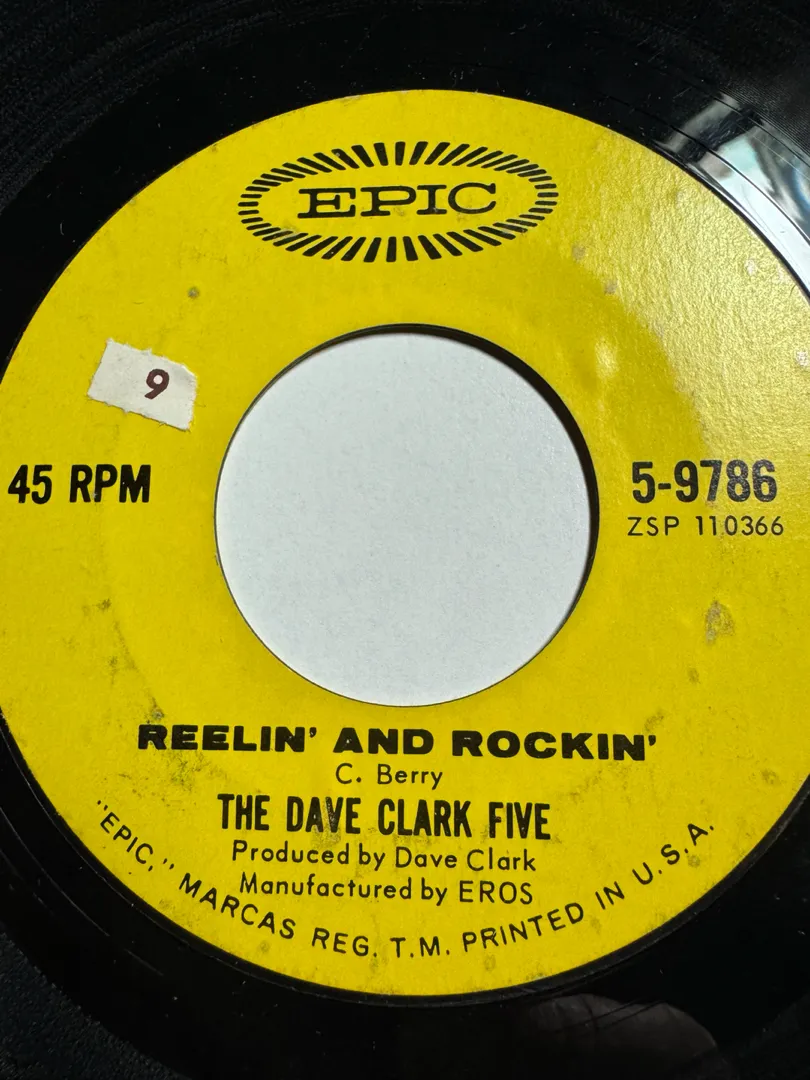 EPIC
9
45 RPM
5-9786
ZSP 110366
REELIN' AND ROCKIN'
C. Berry
THE DAVE CLARK FIVE
Produced by Dave Clark
Manufactured by EROS
"EPIC," MARCAS REG. T.M. PRINTED IN U.S.A.